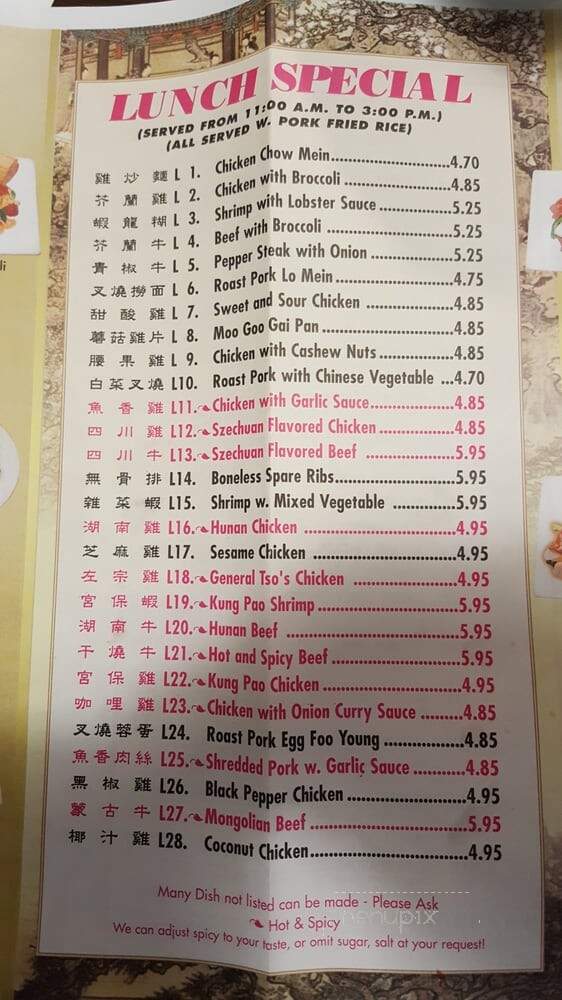 LUNCH SPECIAL
(SERVED FROM 11:00 A.M. TO 3:00 P.M.)
(ALL SERVED W. PORK FRIED RICE)
雞炒麵 L 1. Chicken Chow Mein..............................4.70
芥蘭雞 L 2. Chicken with Broccoli ...........................4.85
蝦龍糊 L 3. Shrimp with Lobster Sauce ...................5.25
芥蘭牛 L 4. Beef with Broccoli ...............................5.25
青椒牛 L 5. Pepper Steak with Onion .....................5.25
叉燒撈面 L 6. Roast Pork Lo Mein.............................4.75
甜酸雞 L 7. Sweet and Sour Chicken ......................4.85
蘑菇雞片 L 8. Moo Goo Gai Pan.................................4.85
腰果雞 L 9. Chicken with Cashew Nuts...................4.85
白菜叉燒 L10. Roast Pork with Chinese Vegetable ...4.70
魚香雞 L11. Chicken with Garlic Sauce.....................4.85
四川雞 L12. Szechuan Flavored Chicken...................4.85
四川牛 L13. Szechuan Flavored Beef ......................5.95
無骨排 L14. Boneless Spare Ribs.............................5.95
雜菜蝦 L15. Shrimp w. Mixed Vegetable ................5.95
湖南雞 L16. Hunan Chicken ...................................4.95
芝麻雞 L17. Sesame Chicken .................................4.95
左宗雞 L18. General Tso's Chicken ........................4.95
宮保蝦 L19. Kung Pao Shrimp................................5.95
湖南牛 L20. Hunan Beef ........................................5.95
干燒牛 L21. Hot and Spicy Beef..............................5.95
宮保雞 L22. Kung Pao Chicken...............................4.95
咖哩雞 L23. Chicken with Onion Curry Sauce .........4.85
叉燒蓉蛋 L24. Roast Pork Egg Foo Young ...................4.85
魚香肉絲 L25. Shredded Pork w. Garlic Sauce .............4.85
黑椒雞 L26. Black Pepper Chicken...........................4.95
蒙古牛 L27. Mongolian Beef ...................................5.95
椰汁雞 L28. Coconut Chicken...................................4.95
Many Dish not listed can be made - Please Ask
Hot & Spicy
We can adjust spicy to your taste, or omit sugar, salt at your request!
menupix